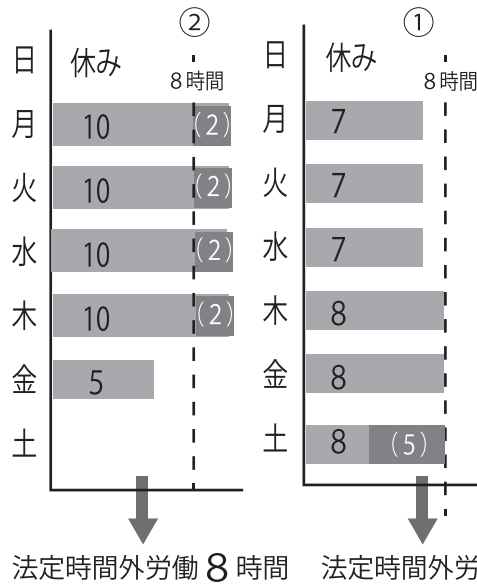 ② ①
日 休み 8時間 日 休み 8時間
月 10 (2) 月 7
火 10 (2) 火 7
水 10 (2) 水 7
木 10 (2) 木 8
金 5 金 8
土 土 8 (5)
法定時間外労働8時間 法定時間外労